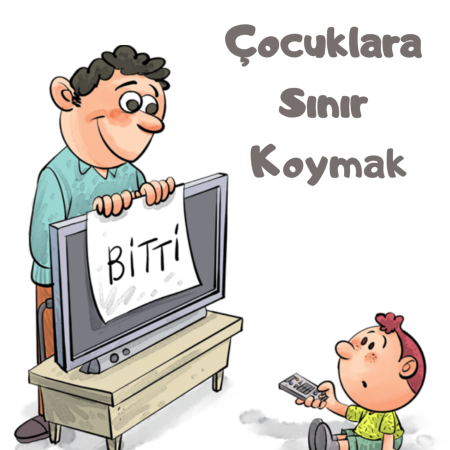 Çocuklara
Sınır
Koymak
BİTTİ